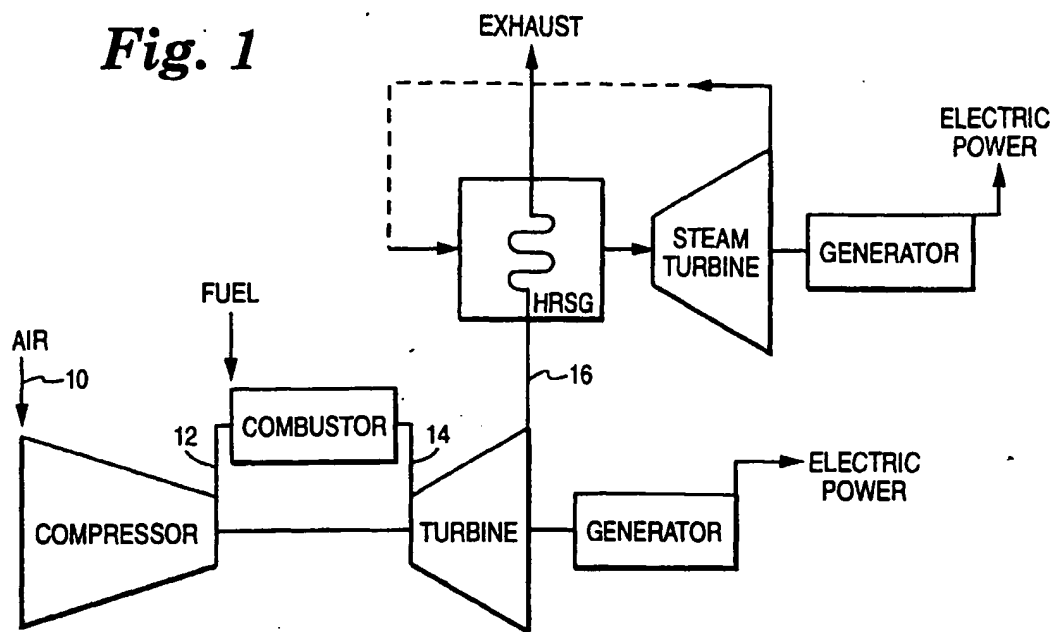 Fig. 1
EXHAUST
ELECTRIC
POWER
STEAM
TURBINE
GENERATOR
HRSG
FUEL
AIR
10
16
12
COMBUSTOR
14
ELECTRIC
POWER
COMPRESSOR
TURBINE
GENERATOR